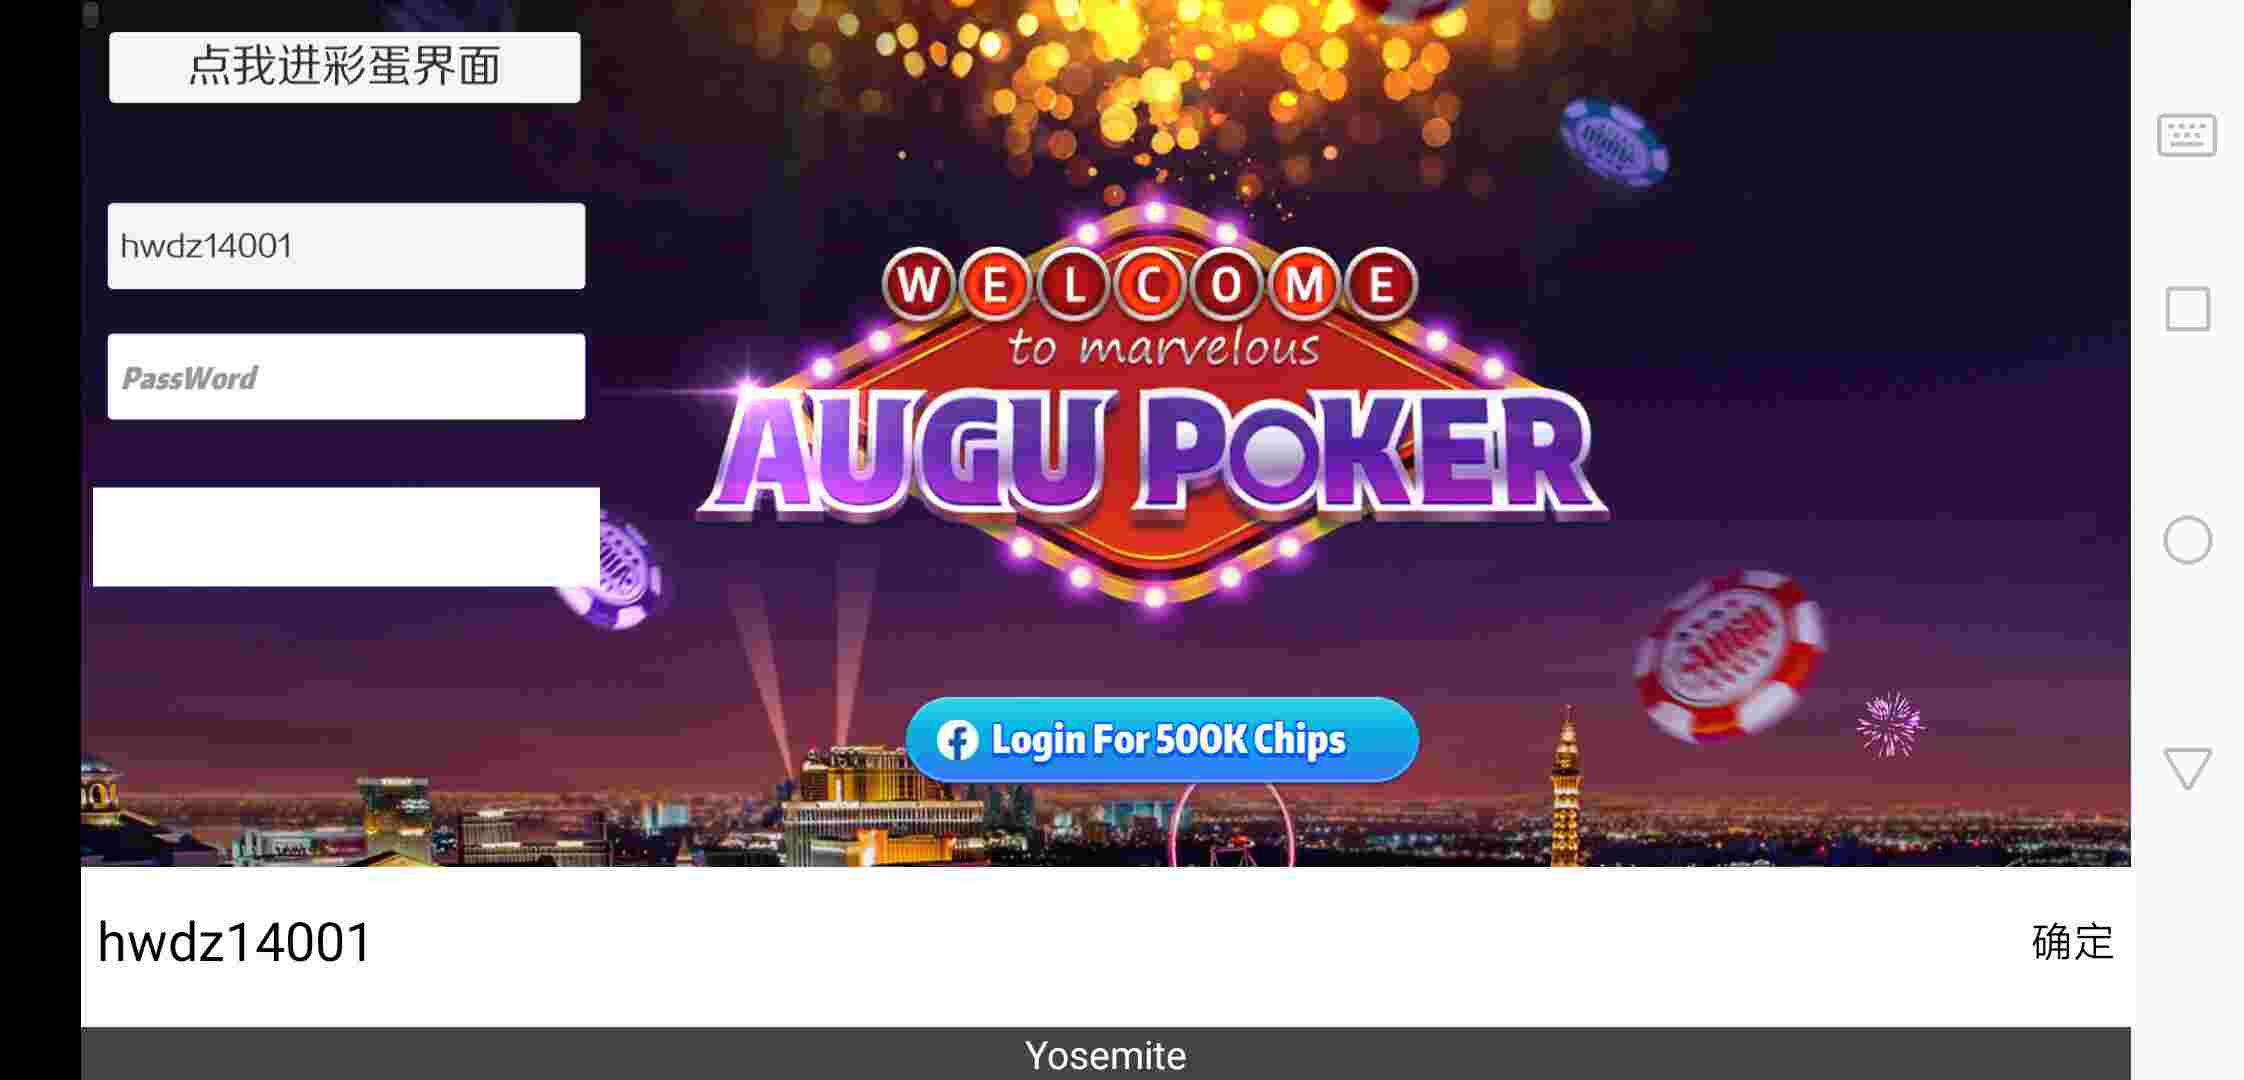 点我进彩蛋界面
hwdz14001
PassWord
WELCOME
to marvelous
AUGU POKER
Login For 500K Chips
hwdz14001
确定
Yosemite